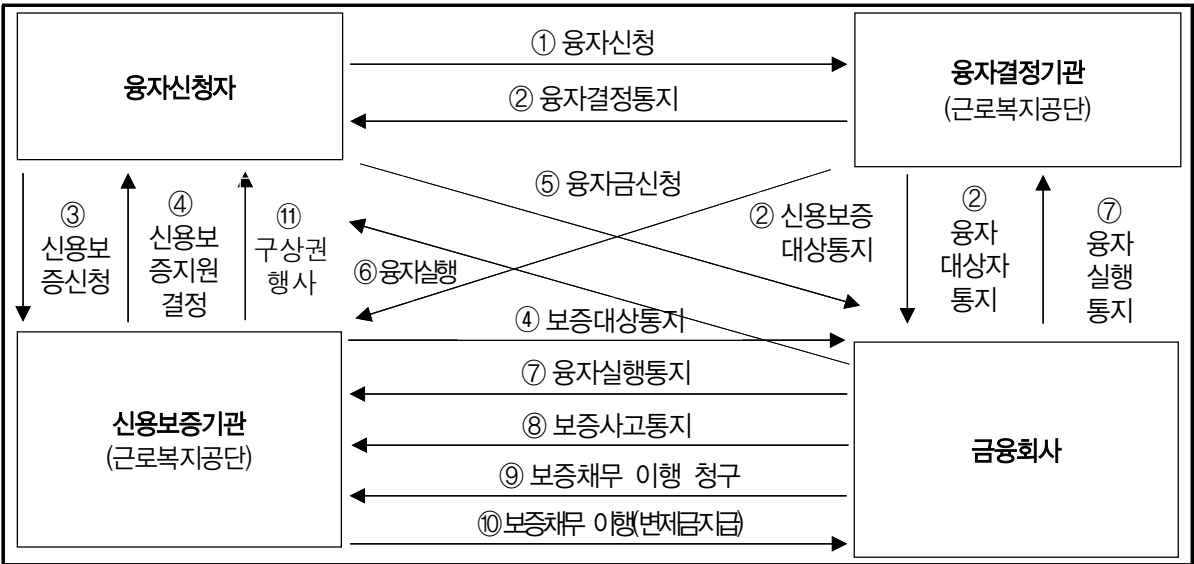 ① 융자신청
융자신청자
융자결정기관
(근로복지공단)
② 융자결정통지
⑤ 융자금신청
③
신용보
증신청
④
신용보
증지원
결정
⑪
구상권
행사
⑥융자실행
② 신용보증
대상통지
②
융자
대상자
통지
⑦
융자
실행
통지
④ 보증대상통지
⑦ 융자실행통지
신용보증기관
(근로복지공단)
⑧ 보증사고통지
금융회사
⑨ 보증채무 이행 청구
⑩보증채무 이행(변제금지급)